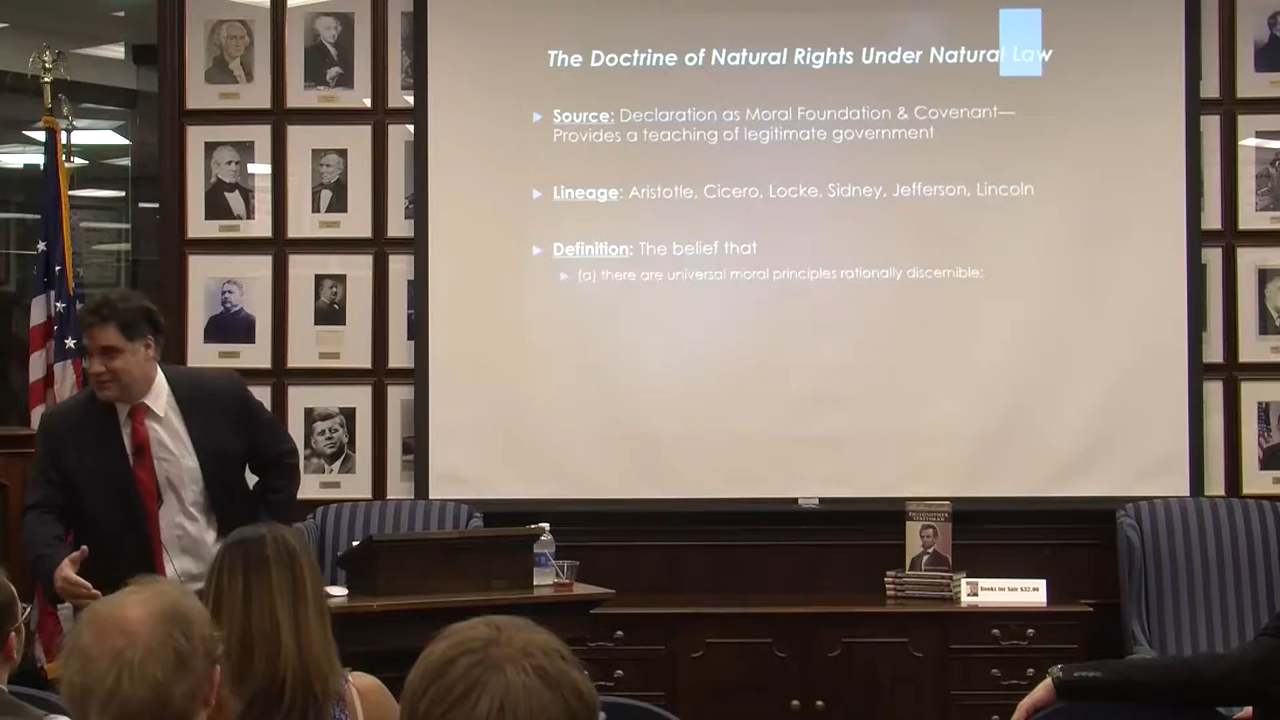 The Doctrine of Natural Rights Under Natural Law
Source: Declaration as Moral Foundation & Covenant—
Provides a teaching of legitimate government
Lineage: Aristotle, Cicero, Locke, Sidney, Jefferson, Lincoln
Definition: The belief that
(a) there are universal moral principles rationally discernible:
PHILOSOPHER
STATESMAN
Books for Sale $32.00